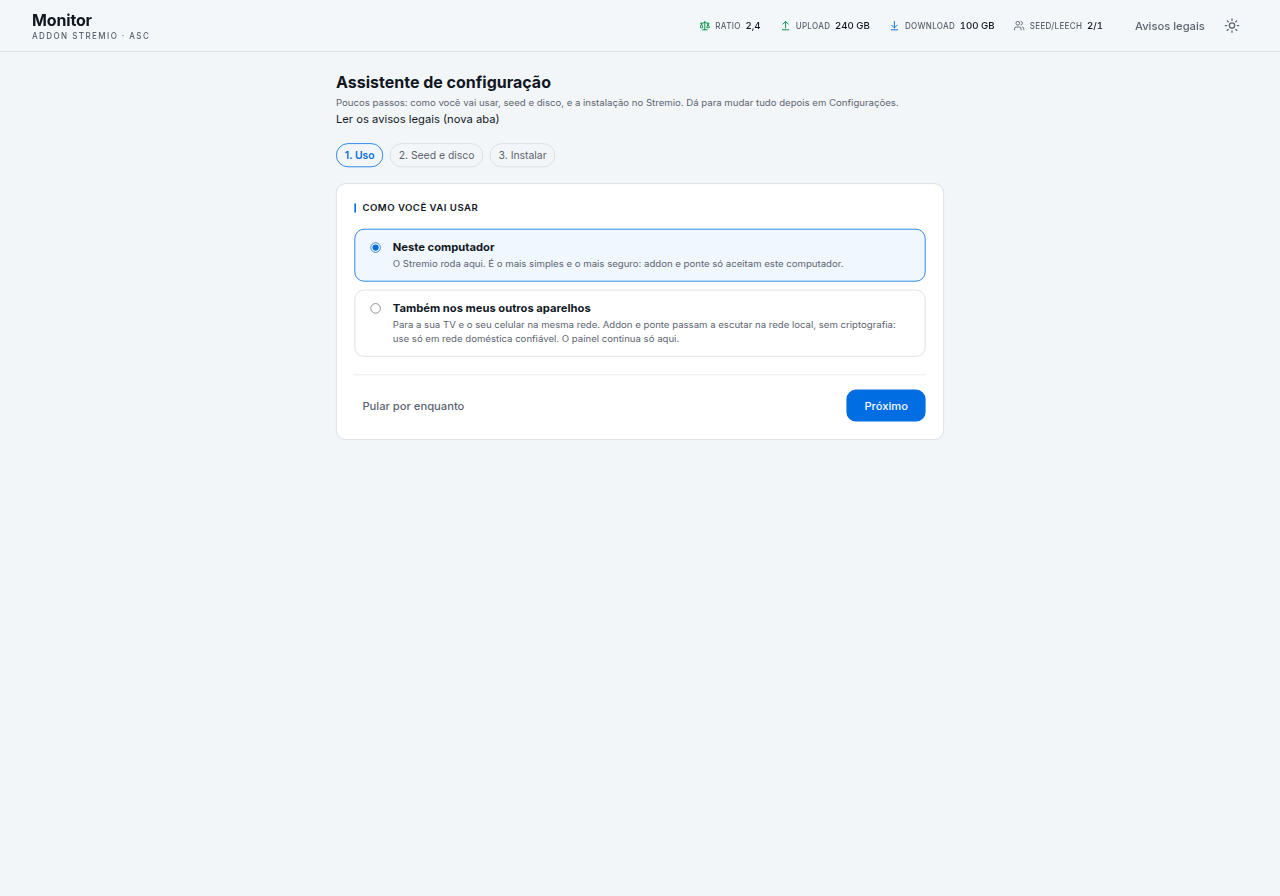 Monitor
ADDON STREMIO · ASC
RATIO 2,4
UPLOAD 240 GB
DOWNLOAD 100 GB
SEED/LEECH 2/1
Avisos legais
Assistente de configuração
Poucos passos: como você vai usar, seed e disco, e a instalação no Stremio. Dá para mudar tudo depois em Configurações.
Ler os avisos legais (nova aba)
1. Uso
2. Seed e disco
3. Instalar
COMO VOCÊ VAI USAR
Neste computador
O Stremio roda aqui. É o mais simples e o mais seguro: addon e ponte só aceitam este computador.
Também nos meus outros aparelhos
Para a sua TV e o seu celular na mesma rede. Addon e ponte passam a escutar na rede local, sem criptografia:
use só em rede doméstica confiável. O painel continua só aqui.
Pular por enquanto
Próximo